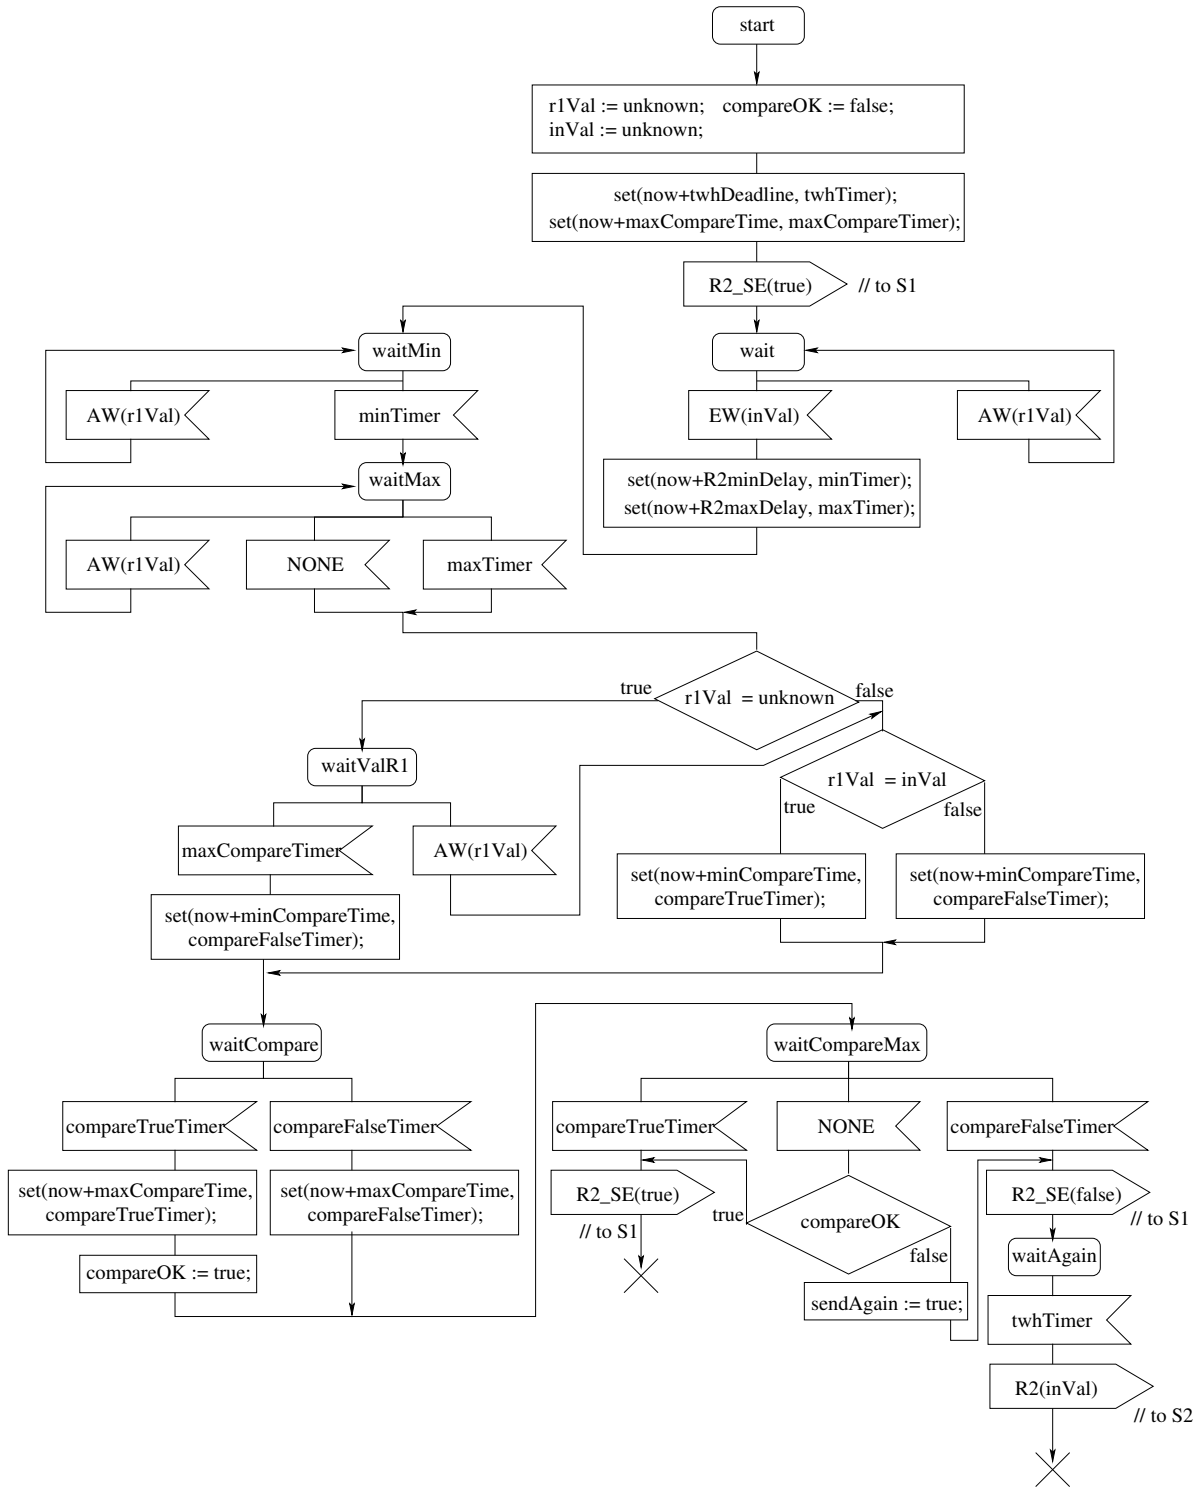 start
r1Val := unknown; compareOK := false;
inVal := unknown;
set(now+twhDeadline, twhTimer);
set(now+maxCompareTime, maxCompareTimer);
R2_SE(true)
// to S1
waitMin
wait
AW(r1Val)
minTimer
EW(inVal)
AW(r1Val)
waitMax
set(now+R2minDelay, minTimer);
set(now+R2maxDelay, maxTimer);
AW(r1Val)
NONE
maxTimer
true
r1Val = unknown
false
waitValR1
r1Val = inVal
true
false
maxCompareTimer
AW(r1Val)
set(now+minCompareTime,
compareTrueTimer);
set(now+minCompareTime,
compareFalseTimer);
set(now+minCompareTime,
compareFalseTimer);
waitCompare
waitCompareMax
compareTrueTimer
compareFalseTimer
compareTrueTimer
NONE
compareFalseTimer
set(now+maxCompareTime,
compareTrueTimer);
set(now+maxCompareTime,
compareFalseTimer);
R2_SE(true)
// to S1
true
compareOK
false
R2_SE(false)
// to S1
waitAgain
compareOK := true;
sendAgain := true;
twhTimer
R2(inVal)
// to S2